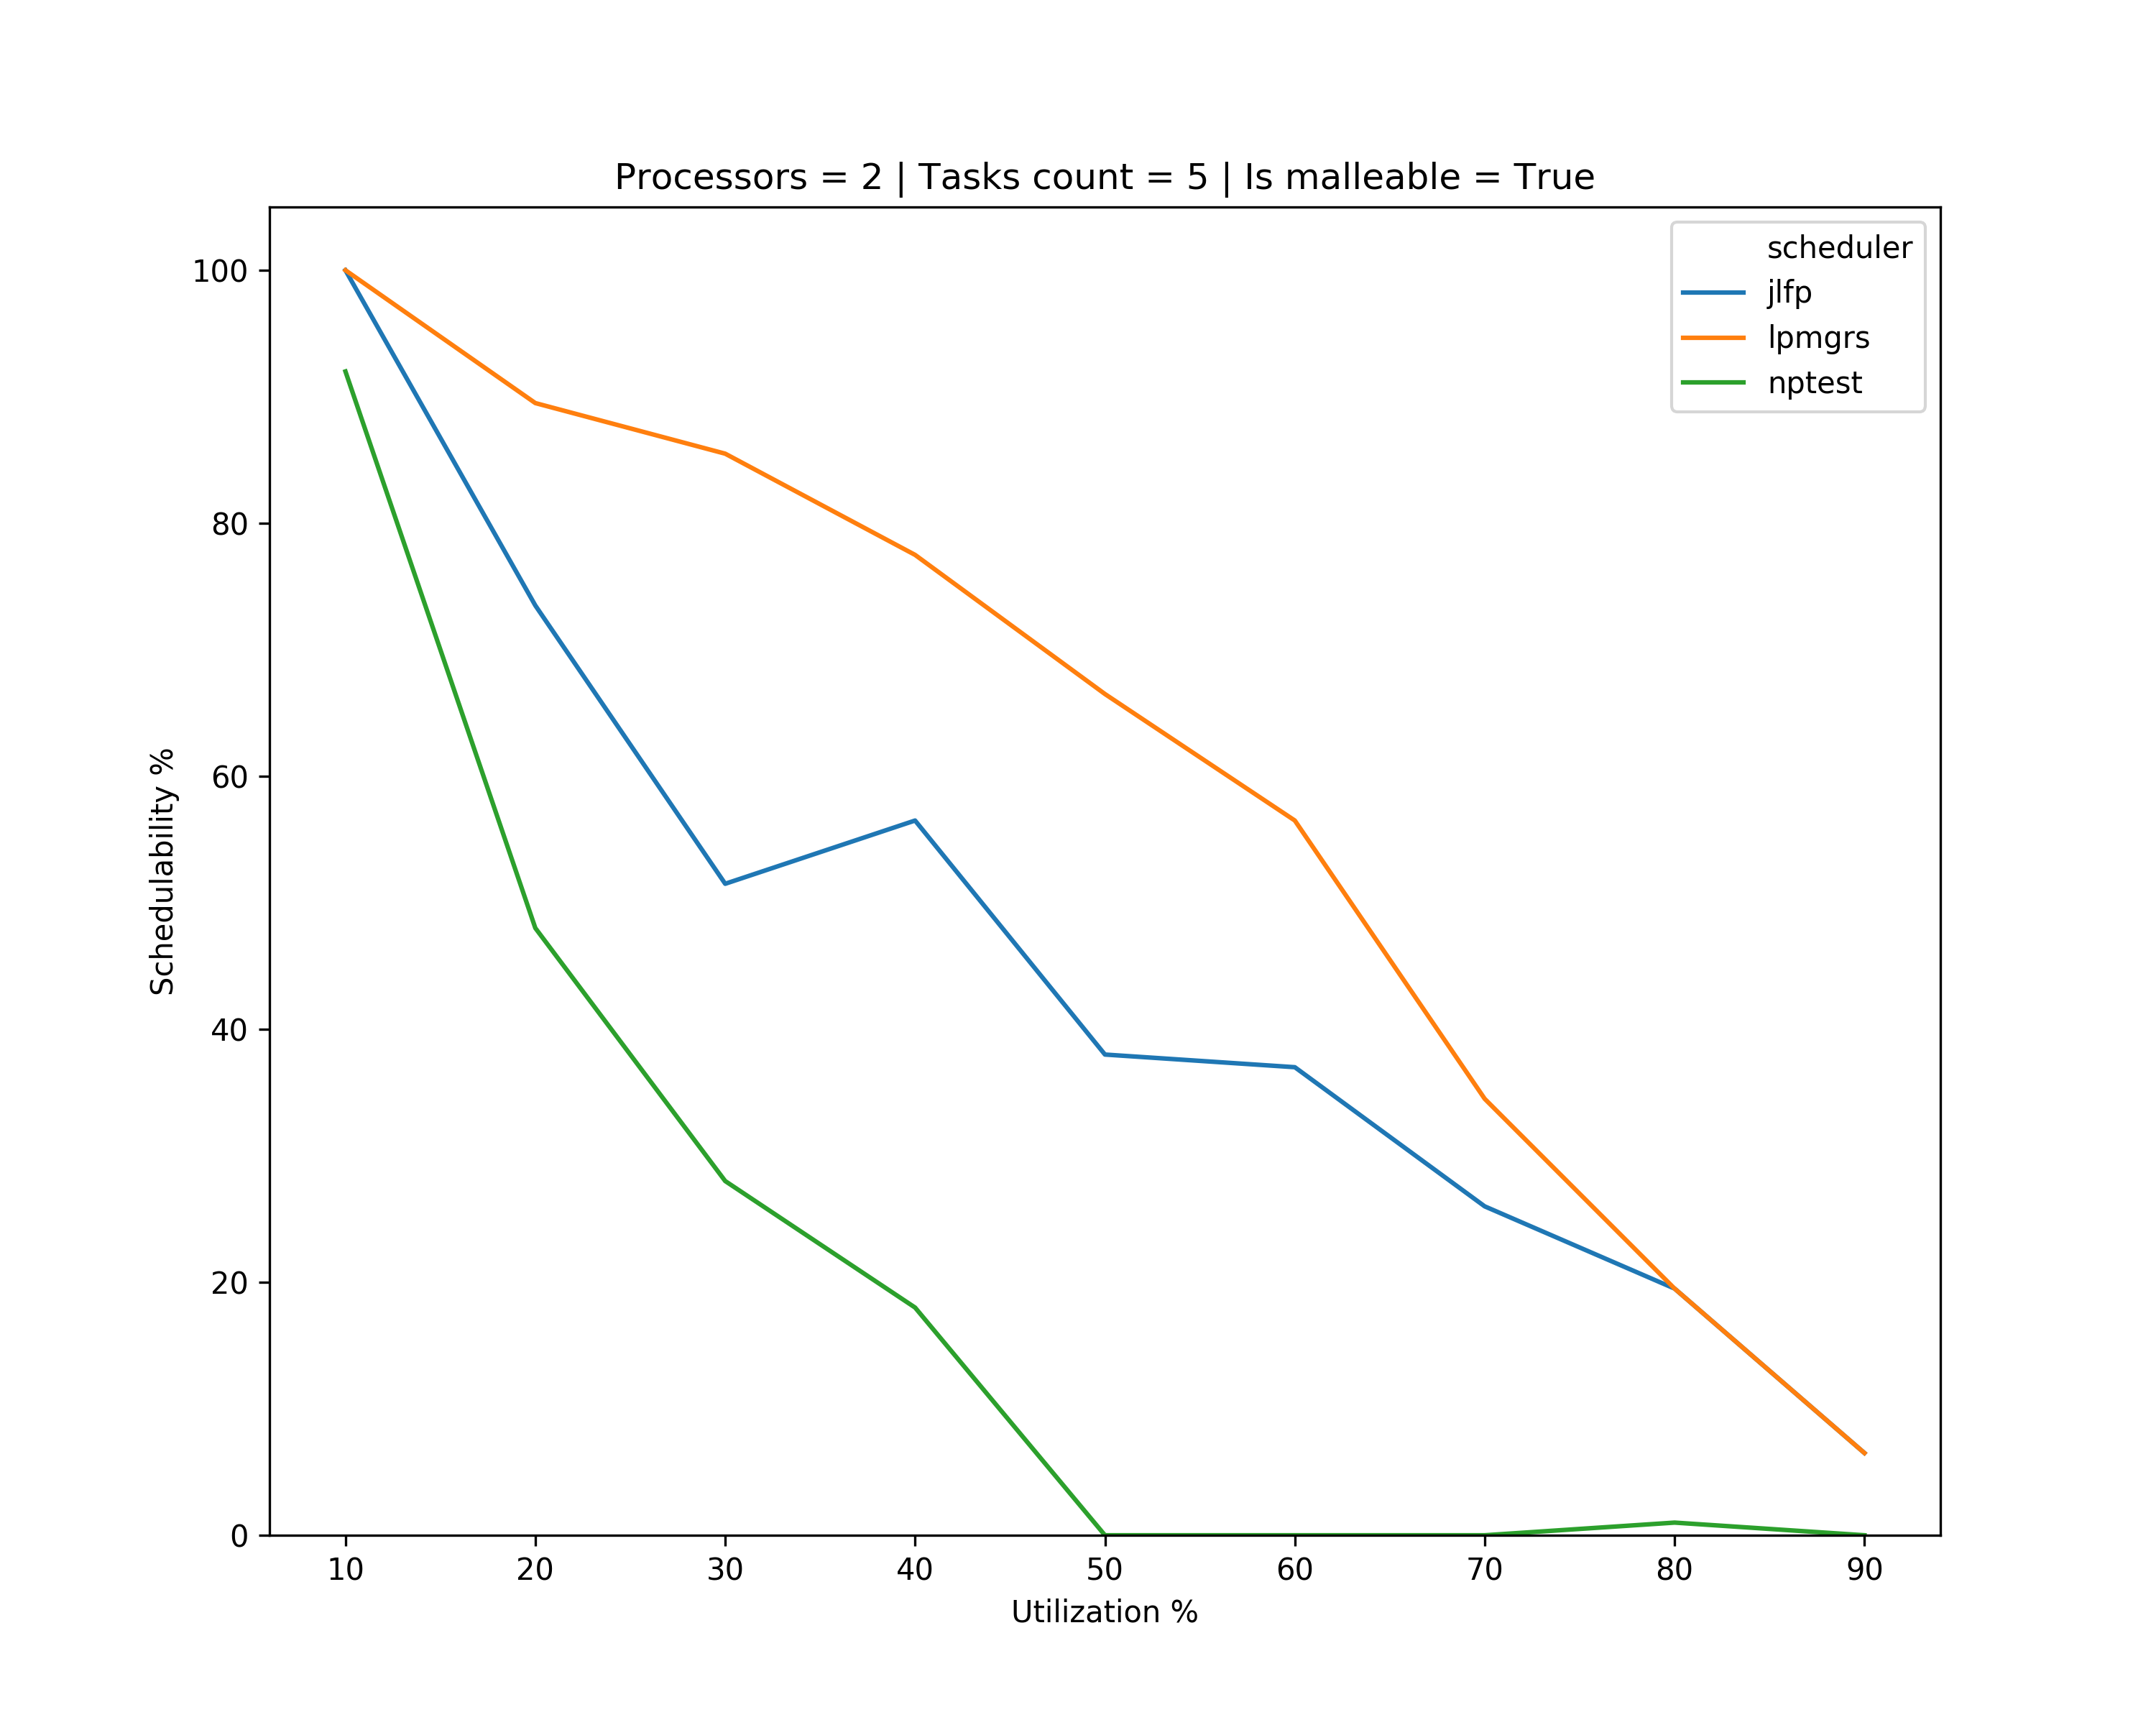 Processors = 2 | Tasks count = 5 | Is malleable = True
scheduler
jlfp
lpmgrs
nptest
Schedulability %
100
80
60
40
20
0
10 20 30 40 50 60 70 80 90
Utilization %